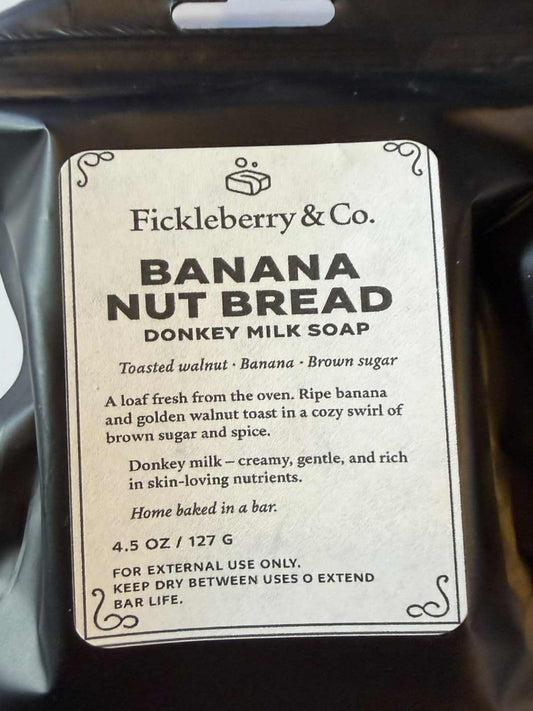 Fickleberry & Co.
BANANA
NUT BREAD
DONKEY MILK SOAP
Toasted walnut · Banana · Brown sugar
A loaf fresh from the oven. Ripe banana
and golden walnut toast in a cozy swirl of
brown sugar and spice.
Donkey milk – creamy, gentle, and rich
in skin-loving nutrients.
Home baked in a bar.
4.5 OZ / 127 G
FOR EXTERNAL USE ONLY.
KEEP DRY BETWEEN USES O EXTEND
BAR LIFE.